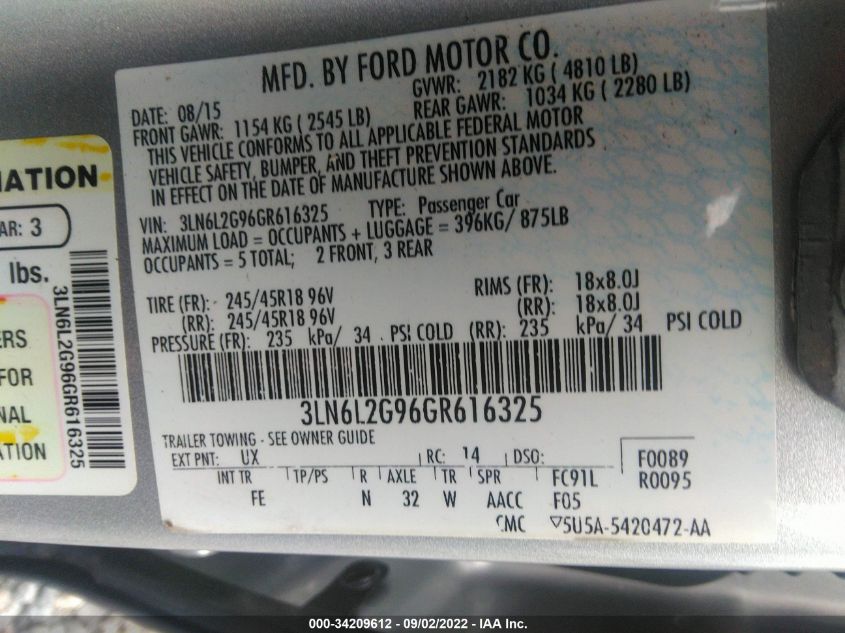 MFD. BY FORD MOTOR CO.
DATE: 08/15 GVWR: 2182 KG ( 4810 LB)
FRONT GAWR: 1154 KG ( 2545 LB) REAR GAWR: 1034 KG ( 2280 LB)
THIS VEHICLE CONFORMS TO ALL APPLICABLE FEDERAL MOTOR
VEHICLE SAFETY, BUMPER, AND THEFT PREVENTION STANDARDS
IN EFFECT ON THE DATE OF MANUFACTURE SHOWN ABOVE.
VIN: 3LN6L2G96GR616325 TYPE: Passenger Car
MAXIMUM LOAD = OCCUPANTS + LUGGAGE = 396KG/ 875LB
OCCUPANTS = 5 TOTAL; 2 FRONT, 3 REAR
TIRE (FR): 245/45R18 96V RIMS (FR): 18x8.0J
(RR): 245/45R18 96V (RR): 18x8.0J
PRESSURE (FR): 235 kPa/ 34 PSI COLD (RR): 235 kPa/ 34 PSI COLD
3LN6L2G96GR616325
TRAILER TOWING - SEE OWNER GUIDE
EXT PNT: UX RC: 14 DSO: F0089
INT TR TP/PS R AXLE TR SPR FC91L R0095
FE N 32 W AACC F05
CMC ▽5U5A-5420472-AA
MATION
AR: 3
lbs.
3LN6L2G96GR616325
ERS
FOR
NAL
ATION
000-34209612 - 09/02/2022 - IAA Inc.